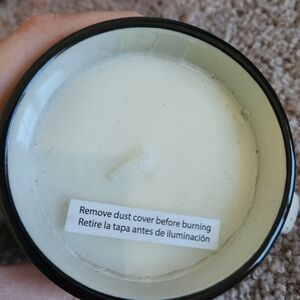 Remove dust cover before burning
Retire la tapa antes de iluminación